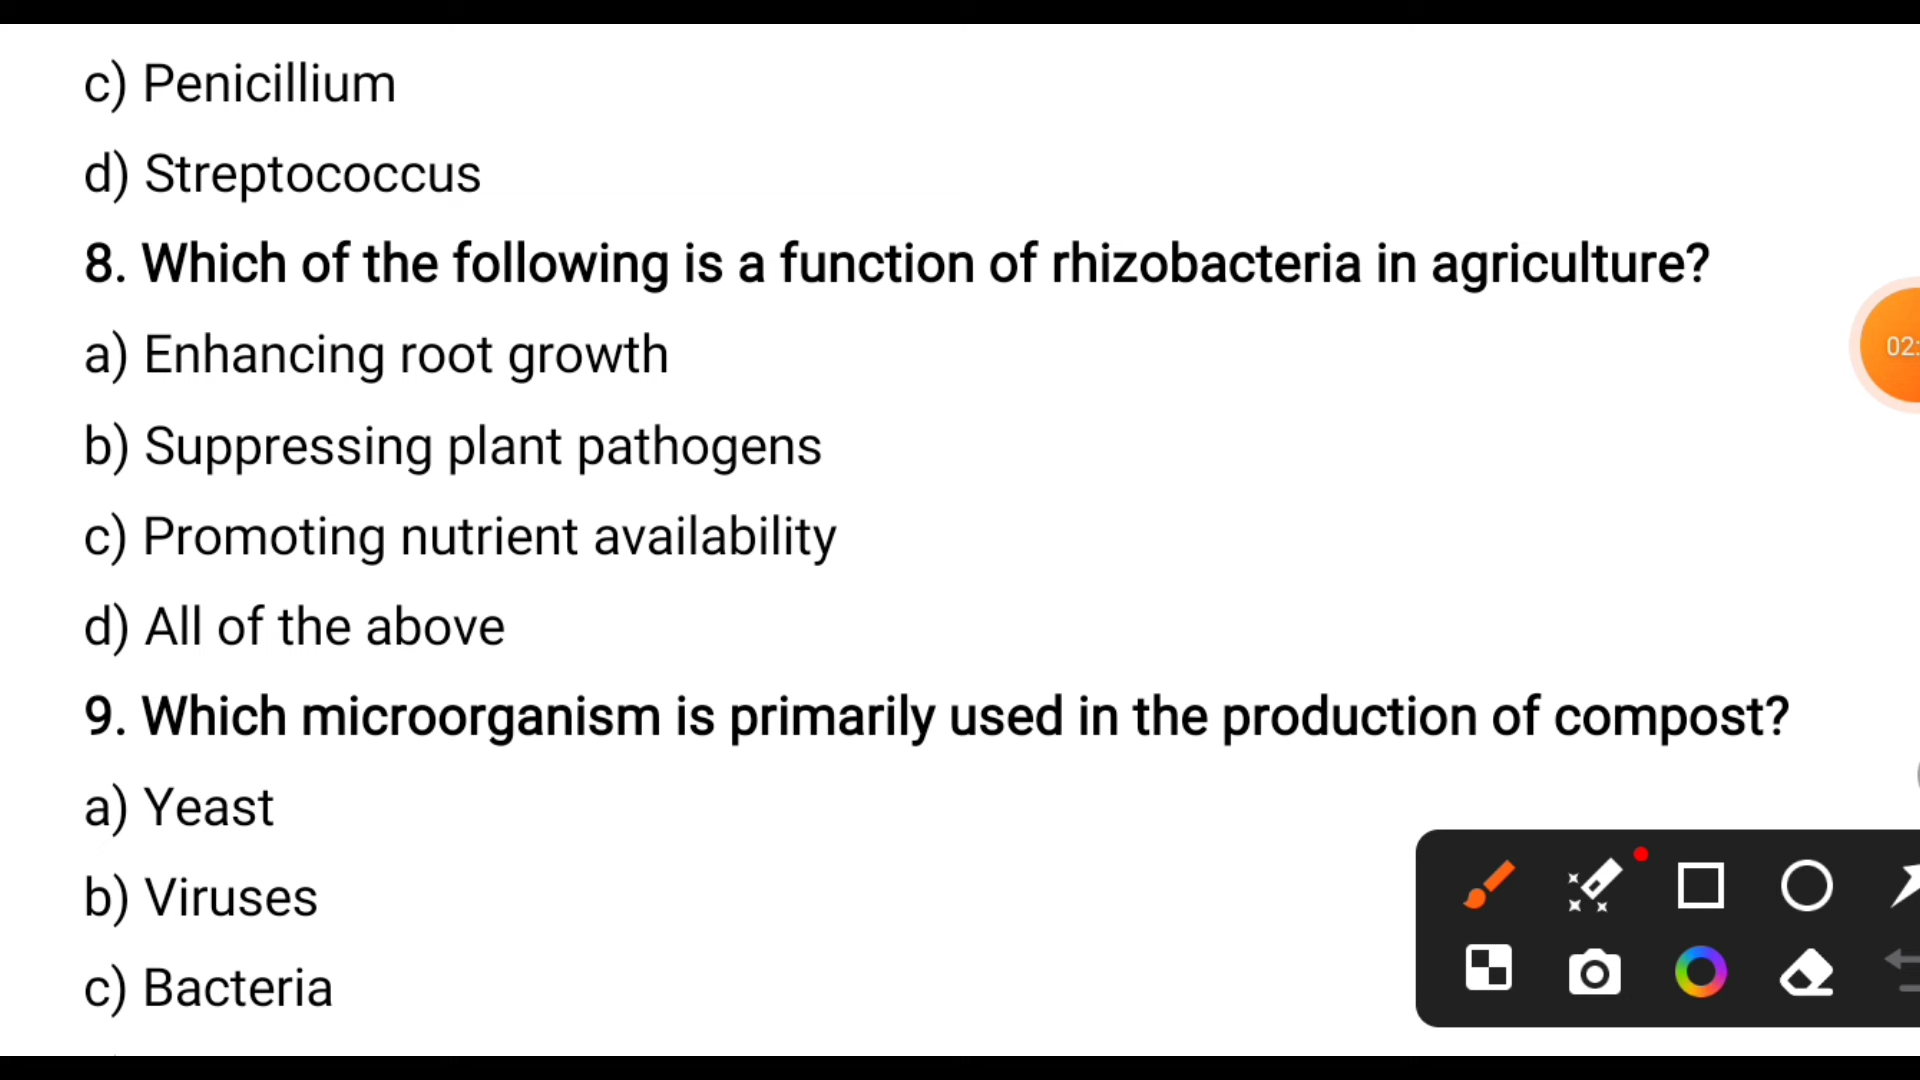 c) Penicillium
d) Streptococcus
8. Which of the following is a function of rhizobacteria in agriculture?
a) Enhancing root growth
b) Suppressing plant pathogens
c) Promoting nutrient availability
d) All of the above
02:
9. Which microorganism is primarily used in the production of compost?
a) Yeast
b) Viruses
c) Bacteria